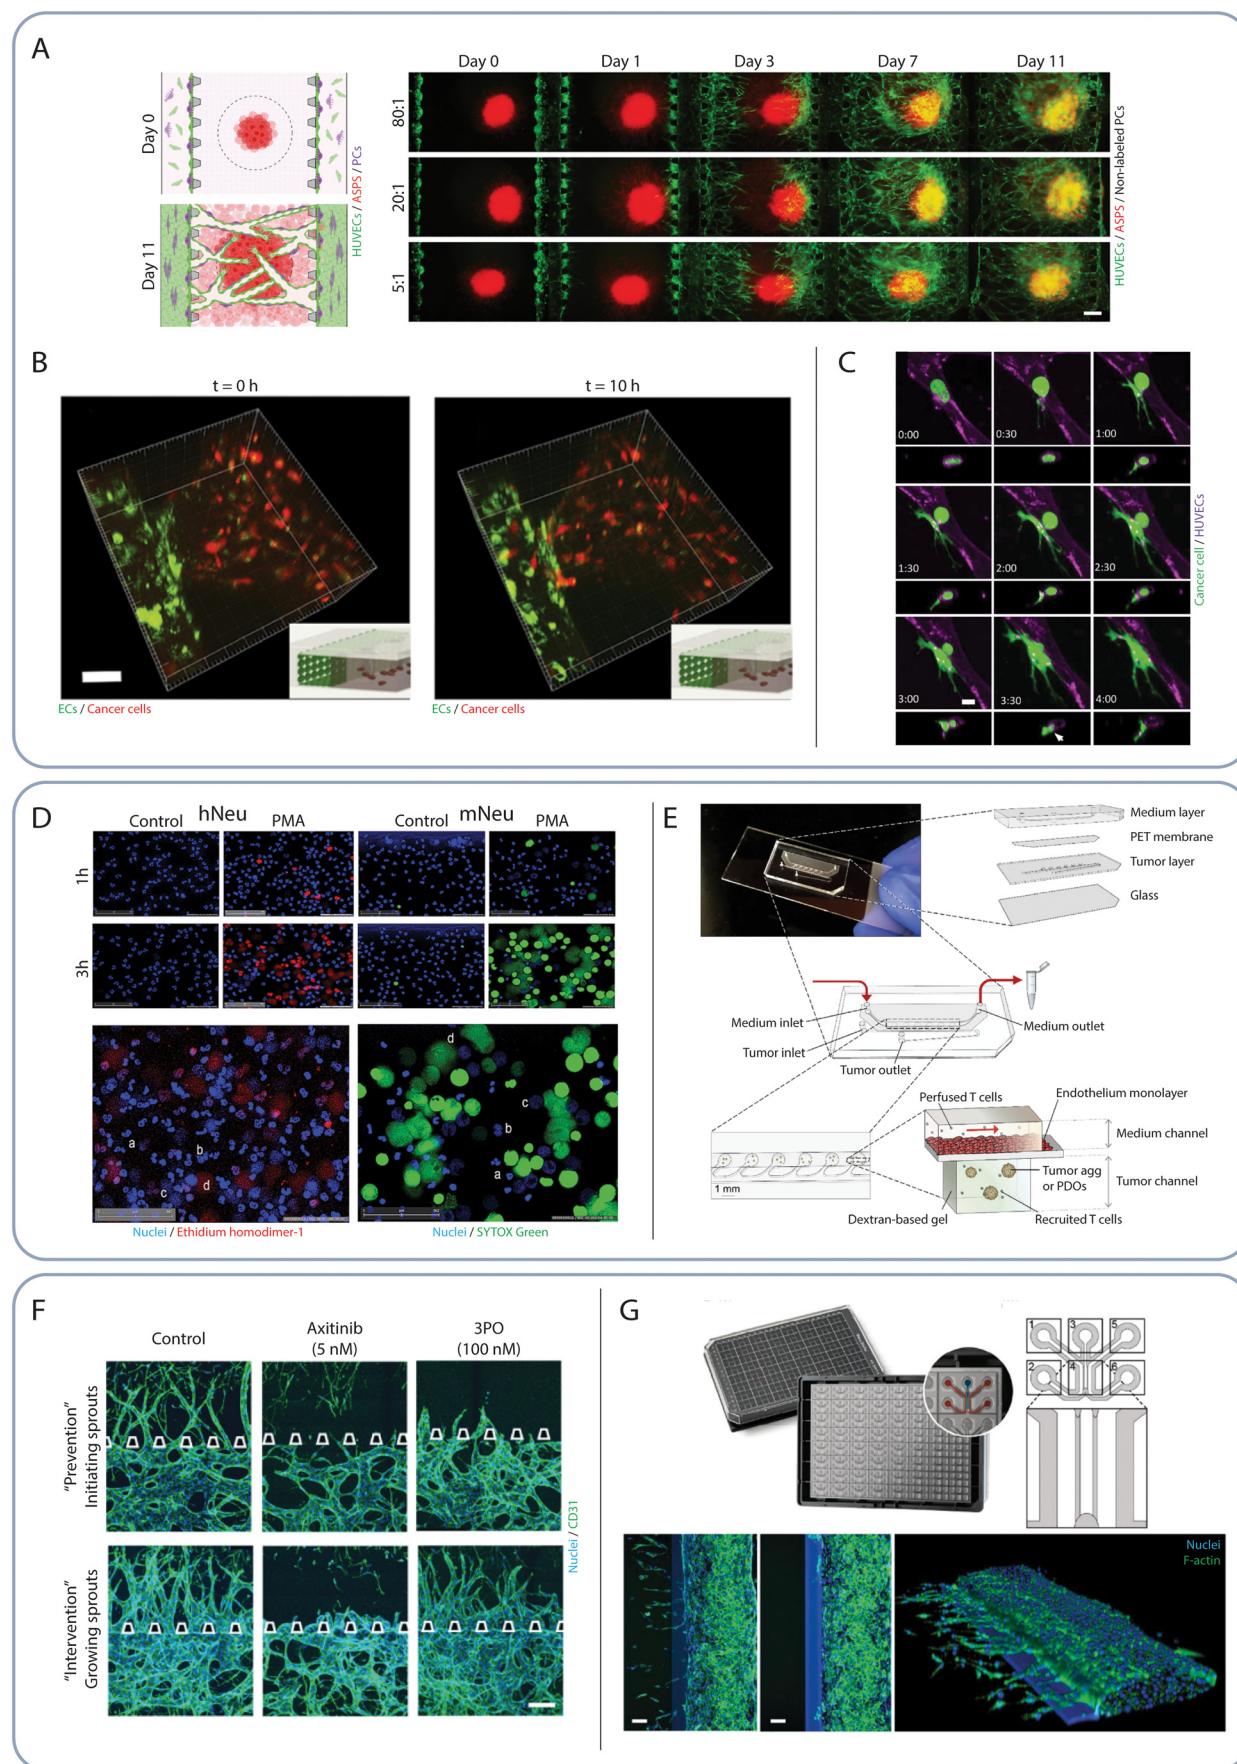 A
Day 0
Day 11
HUVECs / ASPS / PCs
Day 0
Day 1
Day 3
Day 7
Day 11
80:1
20:1
5:1
HUVECs / ASPS / Non-labeled PCs
B
t = 0 h
t = 10 h
ECs / Cancer cells
ECs / Cancer cells
C
0:00
0:30
1:00
1:30
2:00
2:30
3:00
3:30
4:00
Cancer cell / HUVECs
D
hNeu
mNeu
Control
PMA
Control
PMA
1h
3h
a
b
c
d
d
c
b
a
Nuclei / Ethidium homodimer-1
Nuclei / SYTOX Green
E
Medium layer
PET membrane
Tumor layer
Glass
Medium inlet
Medium outlet
Tumor inlet
Tumor outlet
Perfused T cells
Endothelium monolayer
Medium channel
1 mm
Tumor agg
or PDOs
Tumor channel
Dextran-based gel
Recruited T cells
F
Control
Axitinib
(5 nM)
3PO
(100 nM)
"Prevention"
Initiating sprouts
"Intervention"
Growing sprouts
Nuclei / CD31
G
1
3
5
2
4
6
Nuclei
F-actin